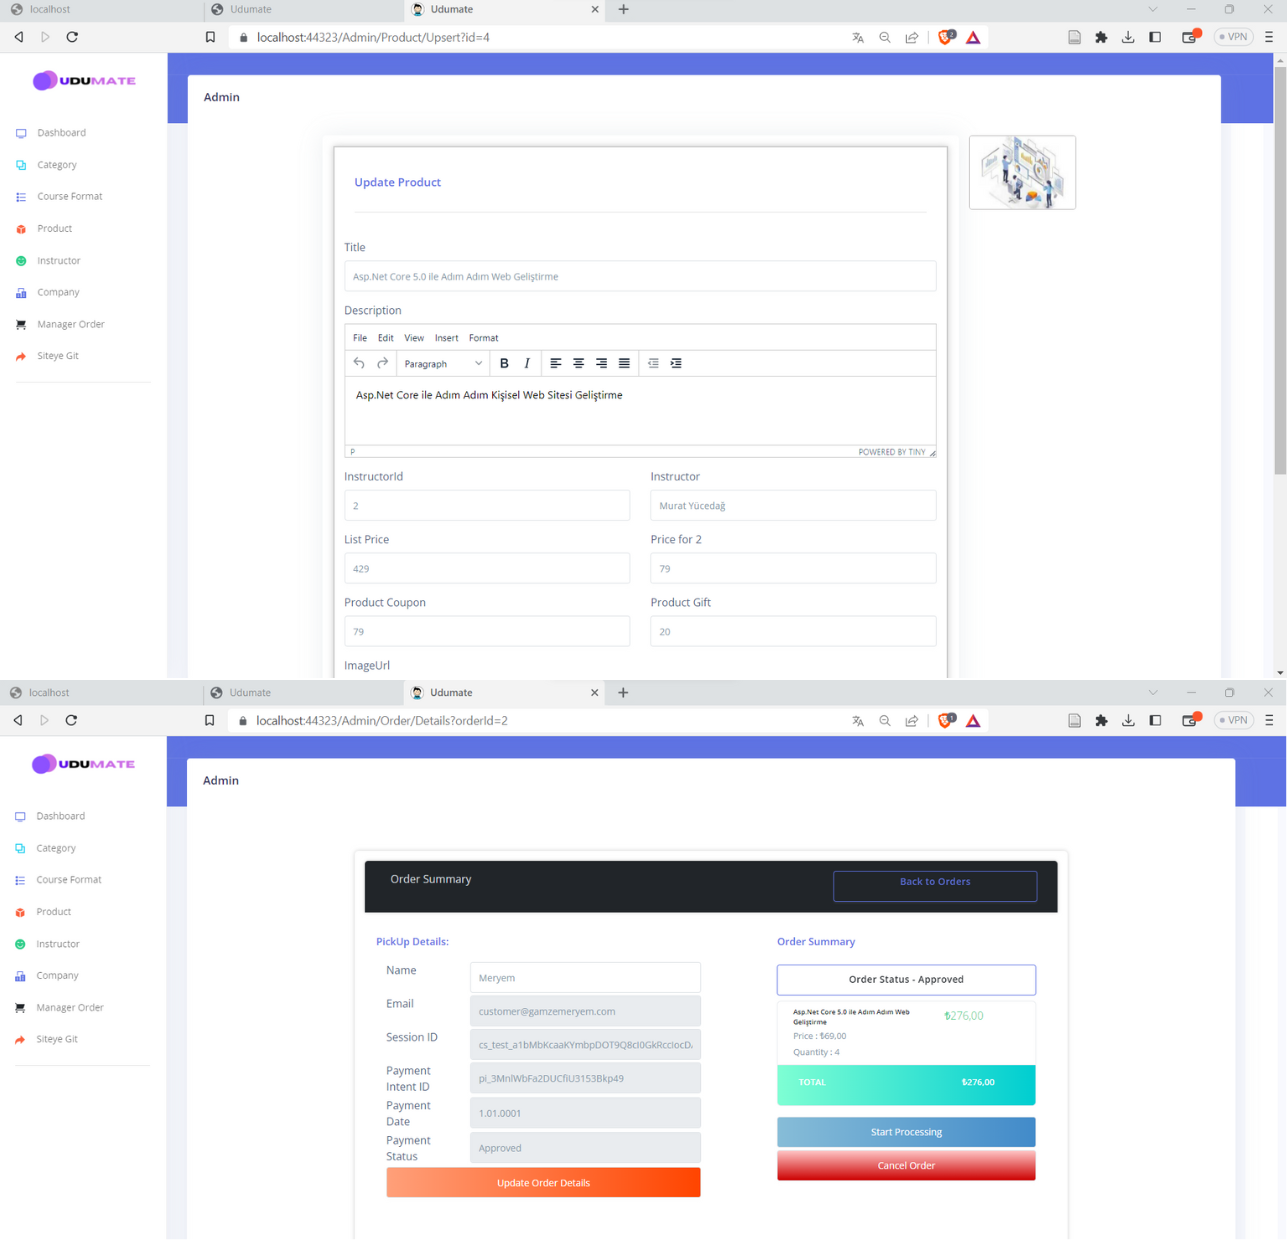 localhost
Udumate
Udumate
localhost:44323/Admin/Product/Upsert?id=4
2
VPN
UDUMATE
Admin
Dashboard
Category
Course Format
Product
Instructor
Company
Manager Order
Siteye Git
Update Product
Title
Asp.Net Core 5.0 ile Adım Adım Web Geliştirme
Description
File Edit View Insert Format
Paragraph B I
Asp.Net Core ile Adım Adım Kişisel Web Sitesi Geliştirme
P POWERED BY TINY
InstructorId Instructor
2 Murat Yücedağ
List Price Price for 2
429 79
Product Coupon Product Gift
79 20
ImageUrl
localhost
Udumate
Udumate
localhost:44323/Admin/Order/Details?orderId=2
1
VPN
UDUMATE
Admin
Dashboard
Category
Course Format
Product
Instructor
Company
Manager Order
Siteye Git
Order Summary
Back to Orders
PickUp Details:
Name Meryem
Email customer@gamzemeryem.com
Session ID
Payment
Intent ID pi_3MnlWbFa2DUCfiU3153Bkp49
Payment
Date 1.01.0001
Payment
Status Approved
Update Order Details
Order Summary
Order Status - Approved
Asp.Net Core 5.0 ile Adım Adım Web
Geliştirme
₺276,00
Price : ₺69,00
Quantity : 4
TOTAL ₺276,00
Start Processing
Cancel Order